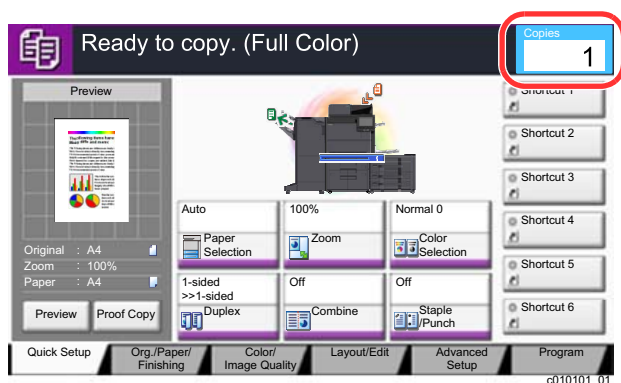 Ready to copy. (Full Color)
Copies
1
Preview
Original : A4
Zoom : 100%
Paper : A4
Preview
Proof Copy
Auto
Paper
Selection
100%
Zoom
Normal 0
Color
Selection
1-sided
>>1-sided
Duplex
Off
Combine
Off
Staple
/Punch
Shortcut 1
Shortcut 2
Shortcut 3
Shortcut 4
Shortcut 5
Shortcut 6
Quick Setup
Org./Paper/
Finishing
Color/
Image Quality
Layout/Edit
Advanced
Setup
Program
c010101_01